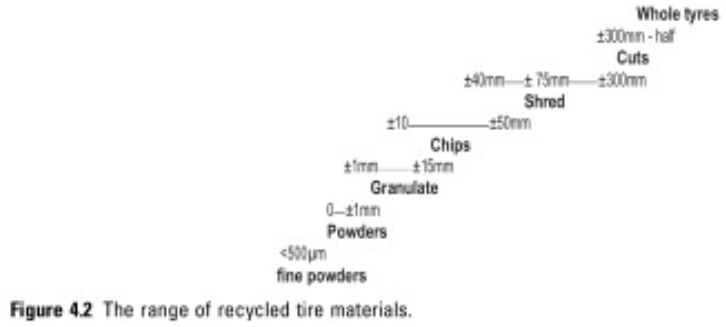 Whole tyres
±300mm - half
Cuts
±40mm—± 75mm——±300mm
Shred
±10————±50mm
Chips
±1mm——±15mm
Granulate
0—±1mm
Powders
<500µm
fine powders
Figure 4.2 The range of recycled tire materials.